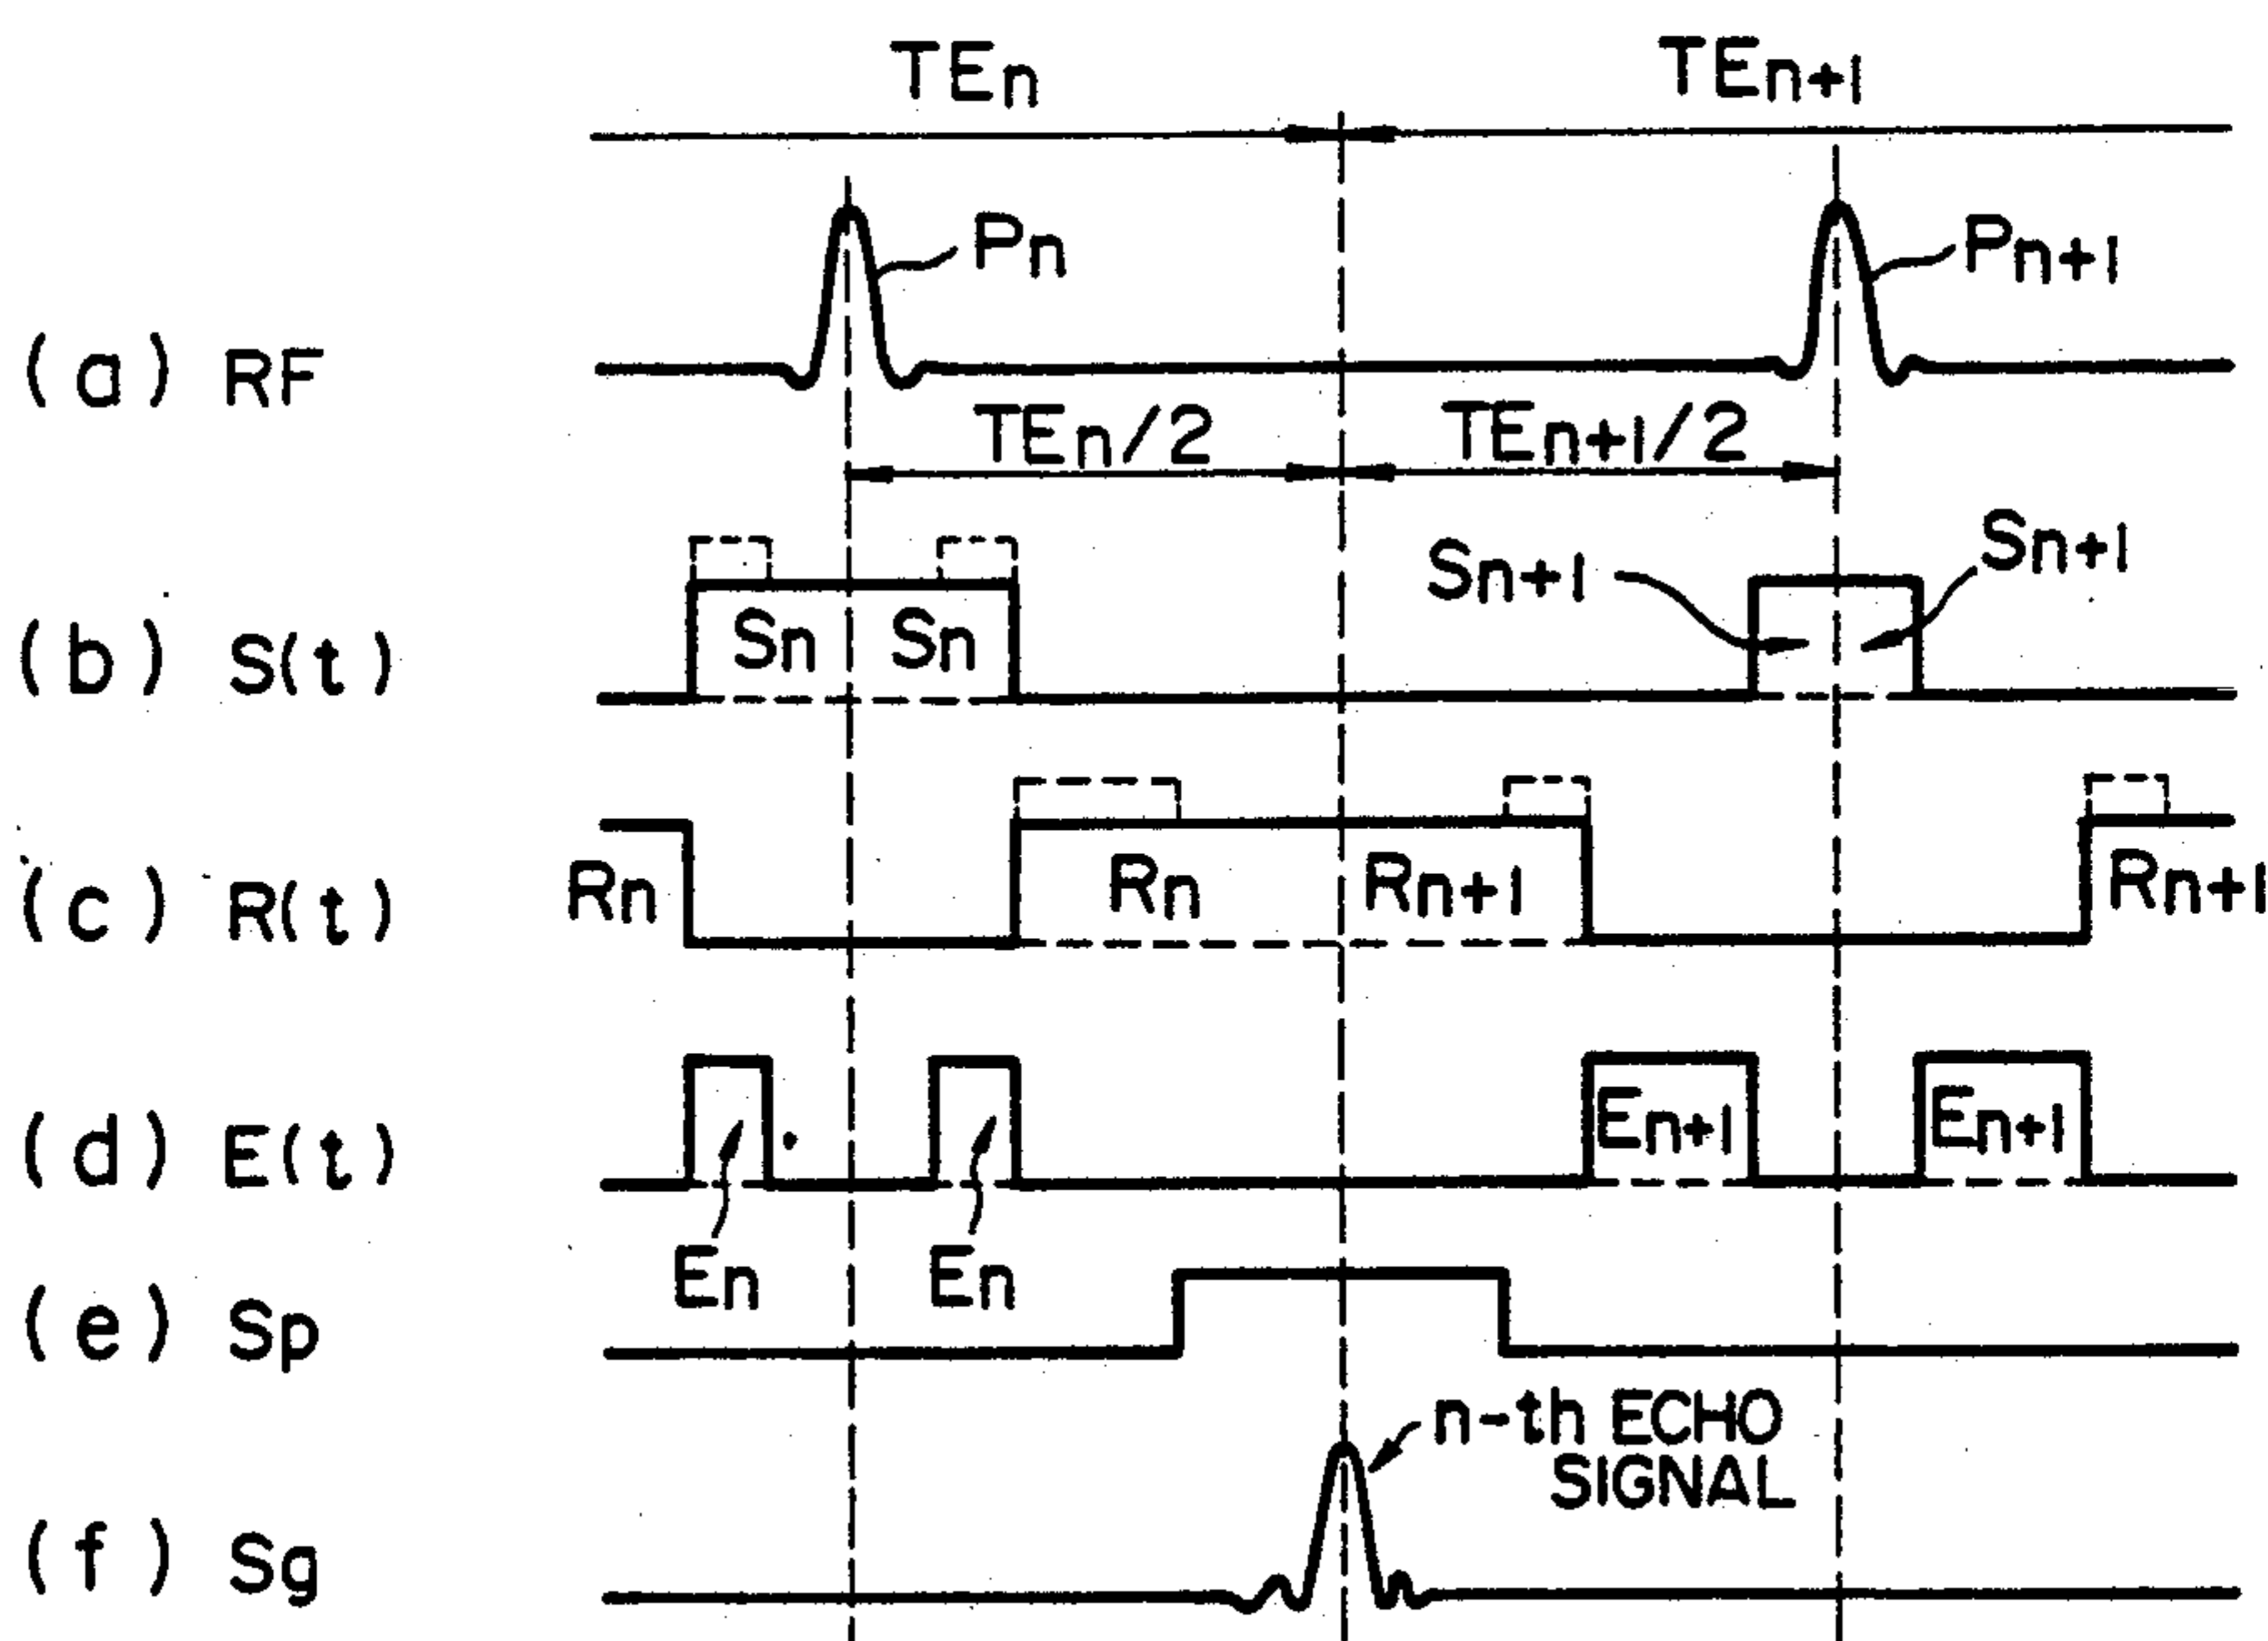 TEn TEn+1
Pn Pn+1
(a) RF
TEn/2 TEn+1/2
Sn+1 Sn+1
(b) S(t) Sn Sn
(c) R(t) Rn Rn Rn+1 Rn+1
(d) E(t) En+1 En+1
En En
(e) Sp
n-th ECHO
SIGNAL
(f) Sg